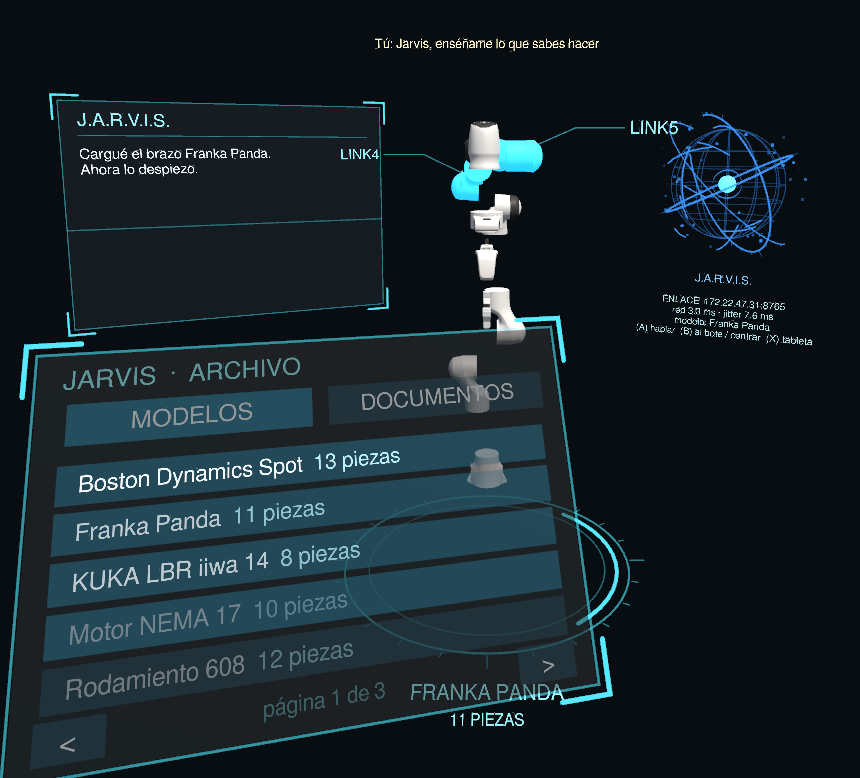 Tú: Jarvis, enséñame lo que sabes hacer
J.A.R.V.I.S.
Cargué el brazo Franka Panda.
Ahora lo despiezo.
LINK4
LINK5
J.A.R.V.I.S.
ENLACE 172.22.47.31:8765
red 3.0 ms · jitter 7.6 ms
modelo: Franka Panda
(A) hablar (B) al bote / centrar (X) tableta
JARVIS · ARCHIVO
MODELOS
DOCUMENTOS
Boston Dynamics Spot 13 piezas
Franka Panda 11 piezas
KUKA LBR iiwa 14 8 piezas
Motor NEMA 17 10 piezas
Rodamiento 608 12 piezas
<
página 1 de 3
>
FRANKA PANDA
11 PIEZAS